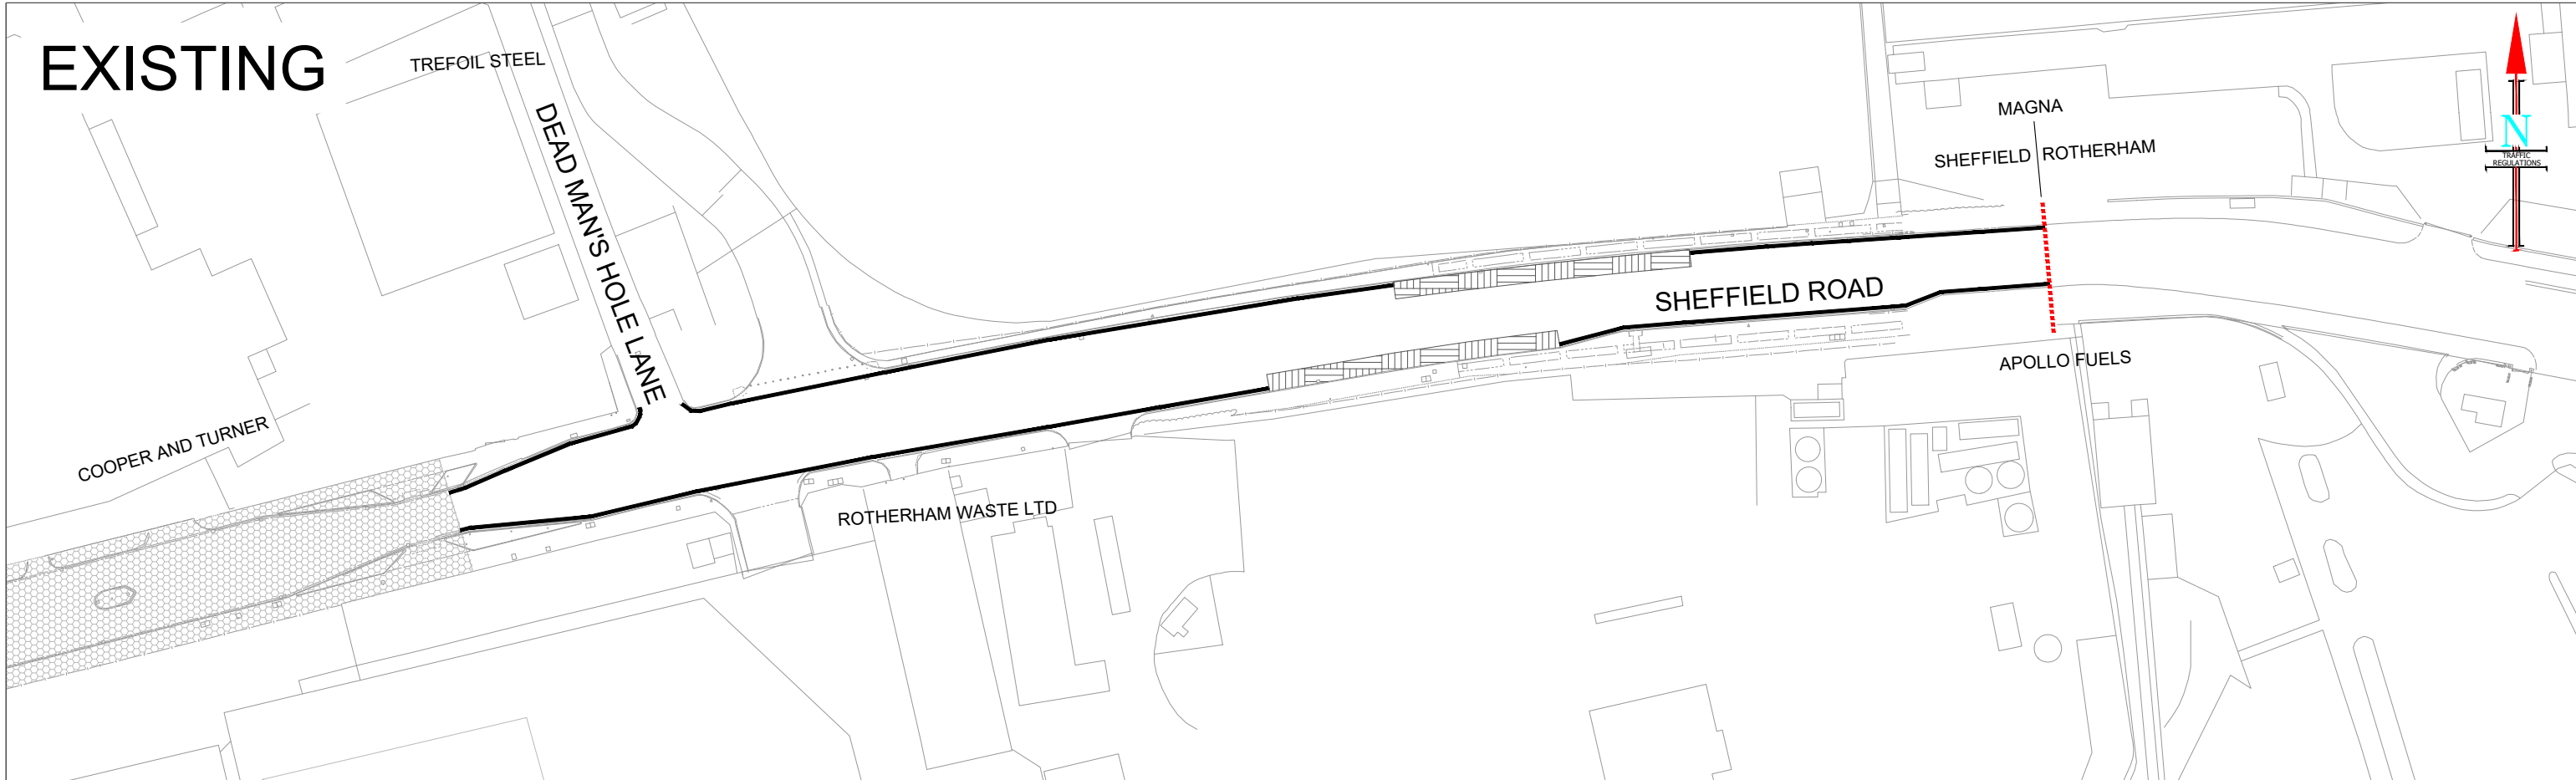 EXISTING
TREFOIL STEEL
DEAD MAN'S HOLE LANE
MAGNA
SHEFFIELD ROTHERHAM
N
TRAFFIC
REGULATIONS
SHEFFIELD ROAD
APOLLO FUELS
COOPER AND TURNER
ROTHERHAM WASTE LTD